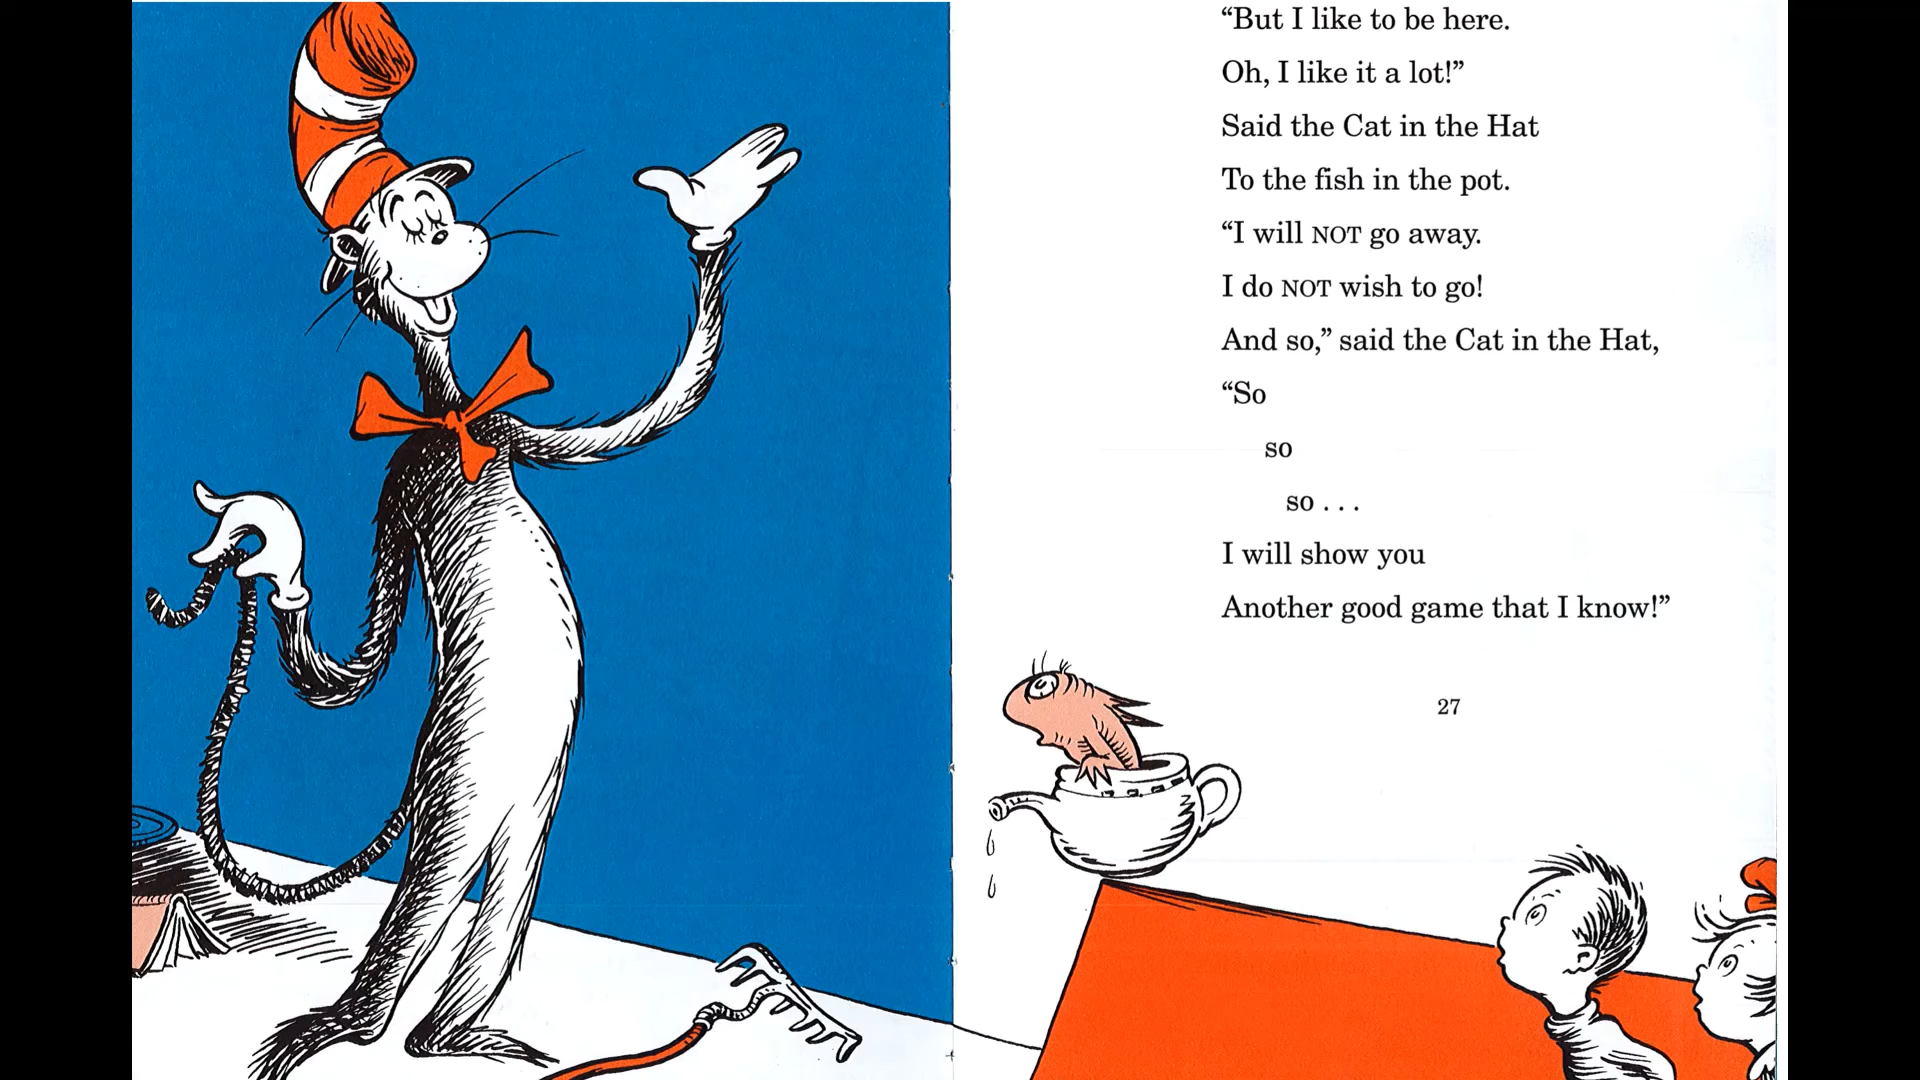 “But I like to be here.
Oh, I like it a lot!”
Said the Cat in the Hat
To the fish in the pot.
“I will NOT go away.
I do NOT wish to go!
And so,” said the Cat in the Hat,
“So
so
so . . .
I will show you
Another good game that I know!”
27